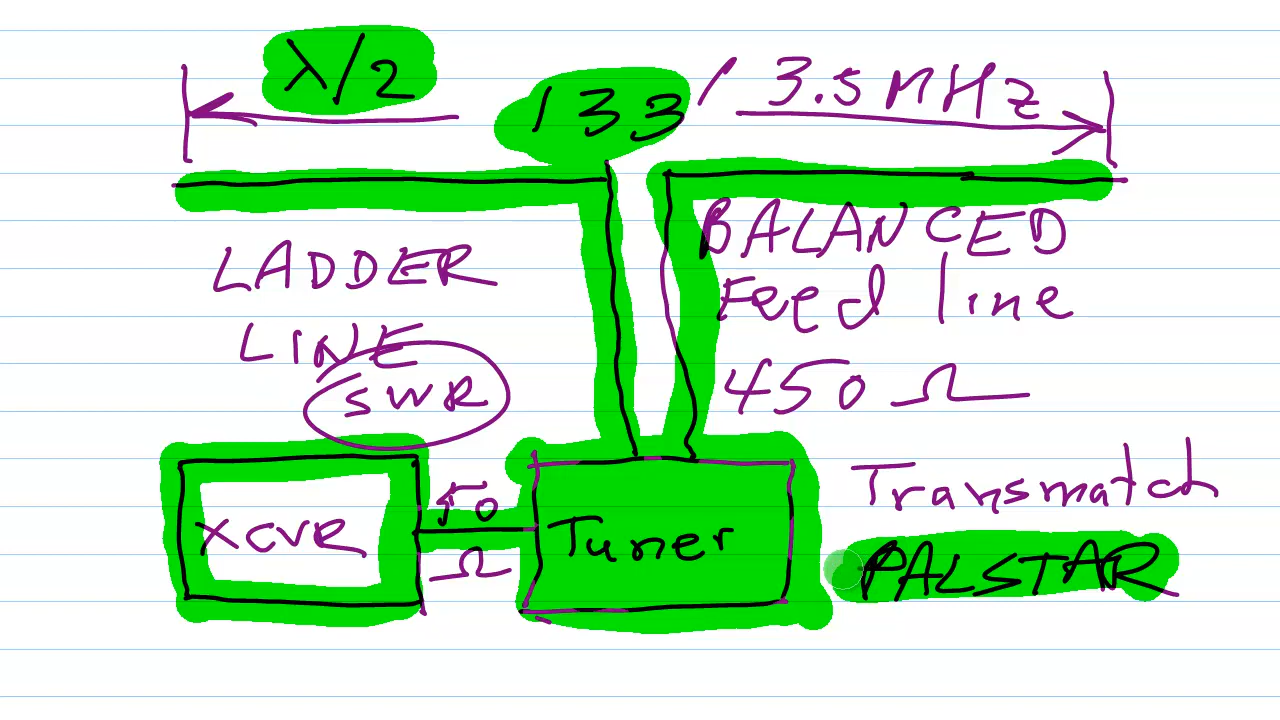 λ/2
133' 3.5 MHz
LADDER
LINE
SWR
BALANCED
Feed line
450 Ω
XCVR
50
Ω
Tuner
Transmatch
PALSTAR